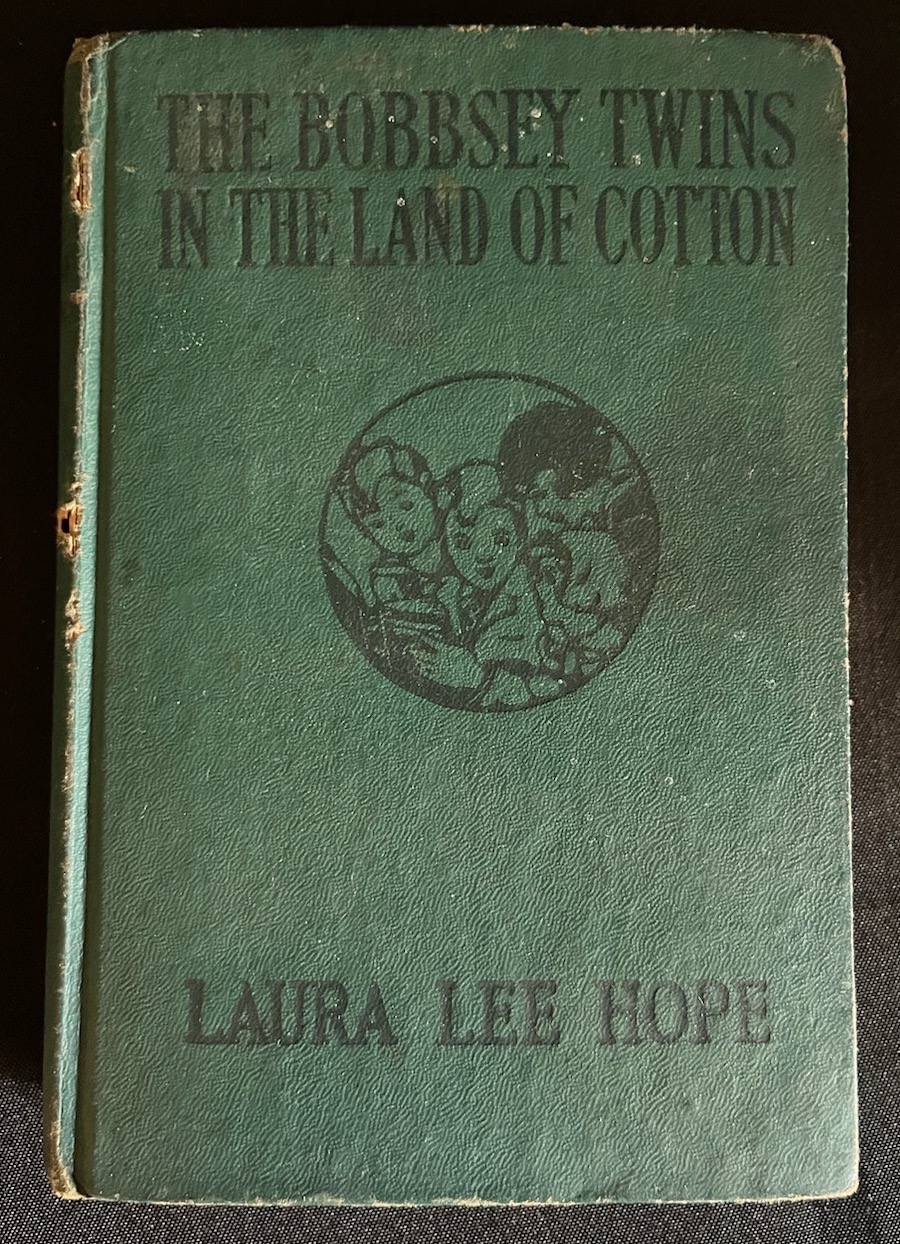 THE BOBBSEY TWINS
IN THE LAND OF COTTON
LAURA LEE HOPE